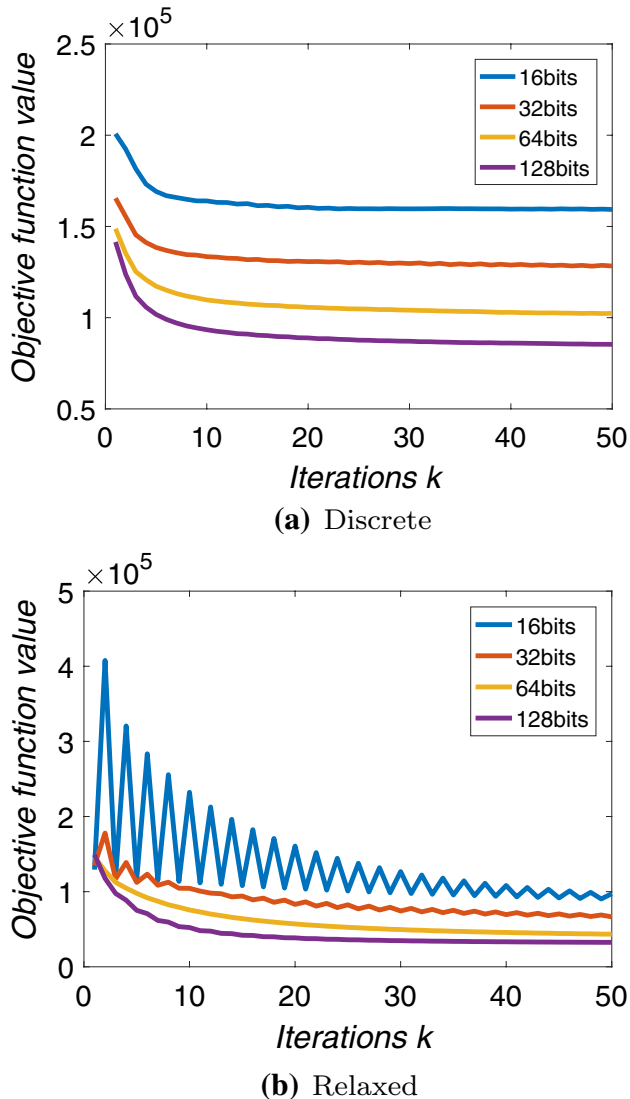 ×10^5
2.5
2
1.5
1
0.5
Objective function value
16bits
32bits
64bits
128bits
0 10 20 30 40 50
Iterations k
(a) Discrete
×10^5
5
4
3
2
1
0
Objective function value
16bits
32bits
64bits
128bits
0 10 20 30 40 50
Iterations k
(b) Relaxed